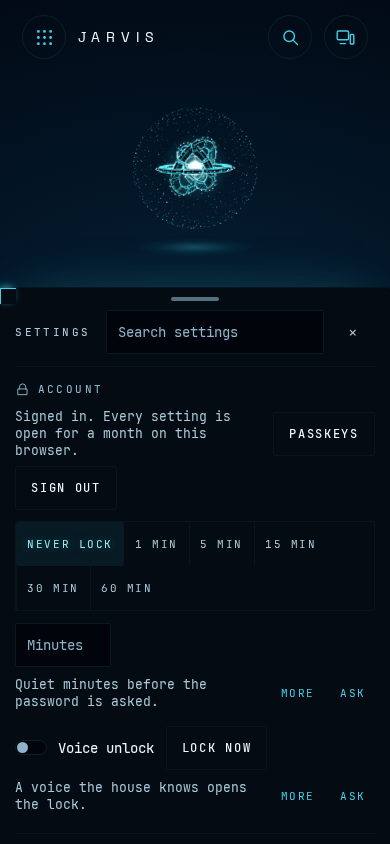 JARVIS
SETTINGS
Search settings
×
ACCOUNT
Signed in. Every setting is
open for a month on this
browser.
PASSKEYS
SIGN OUT
NEVER LOCK 1 MIN 5 MIN 15 MIN
30 MIN 60 MIN
Minutes
Quiet minutes before the
password is asked.
MORE ASK
Voice unlock LOCK NOW
A voice the house knows opens
the lock.
MORE ASK